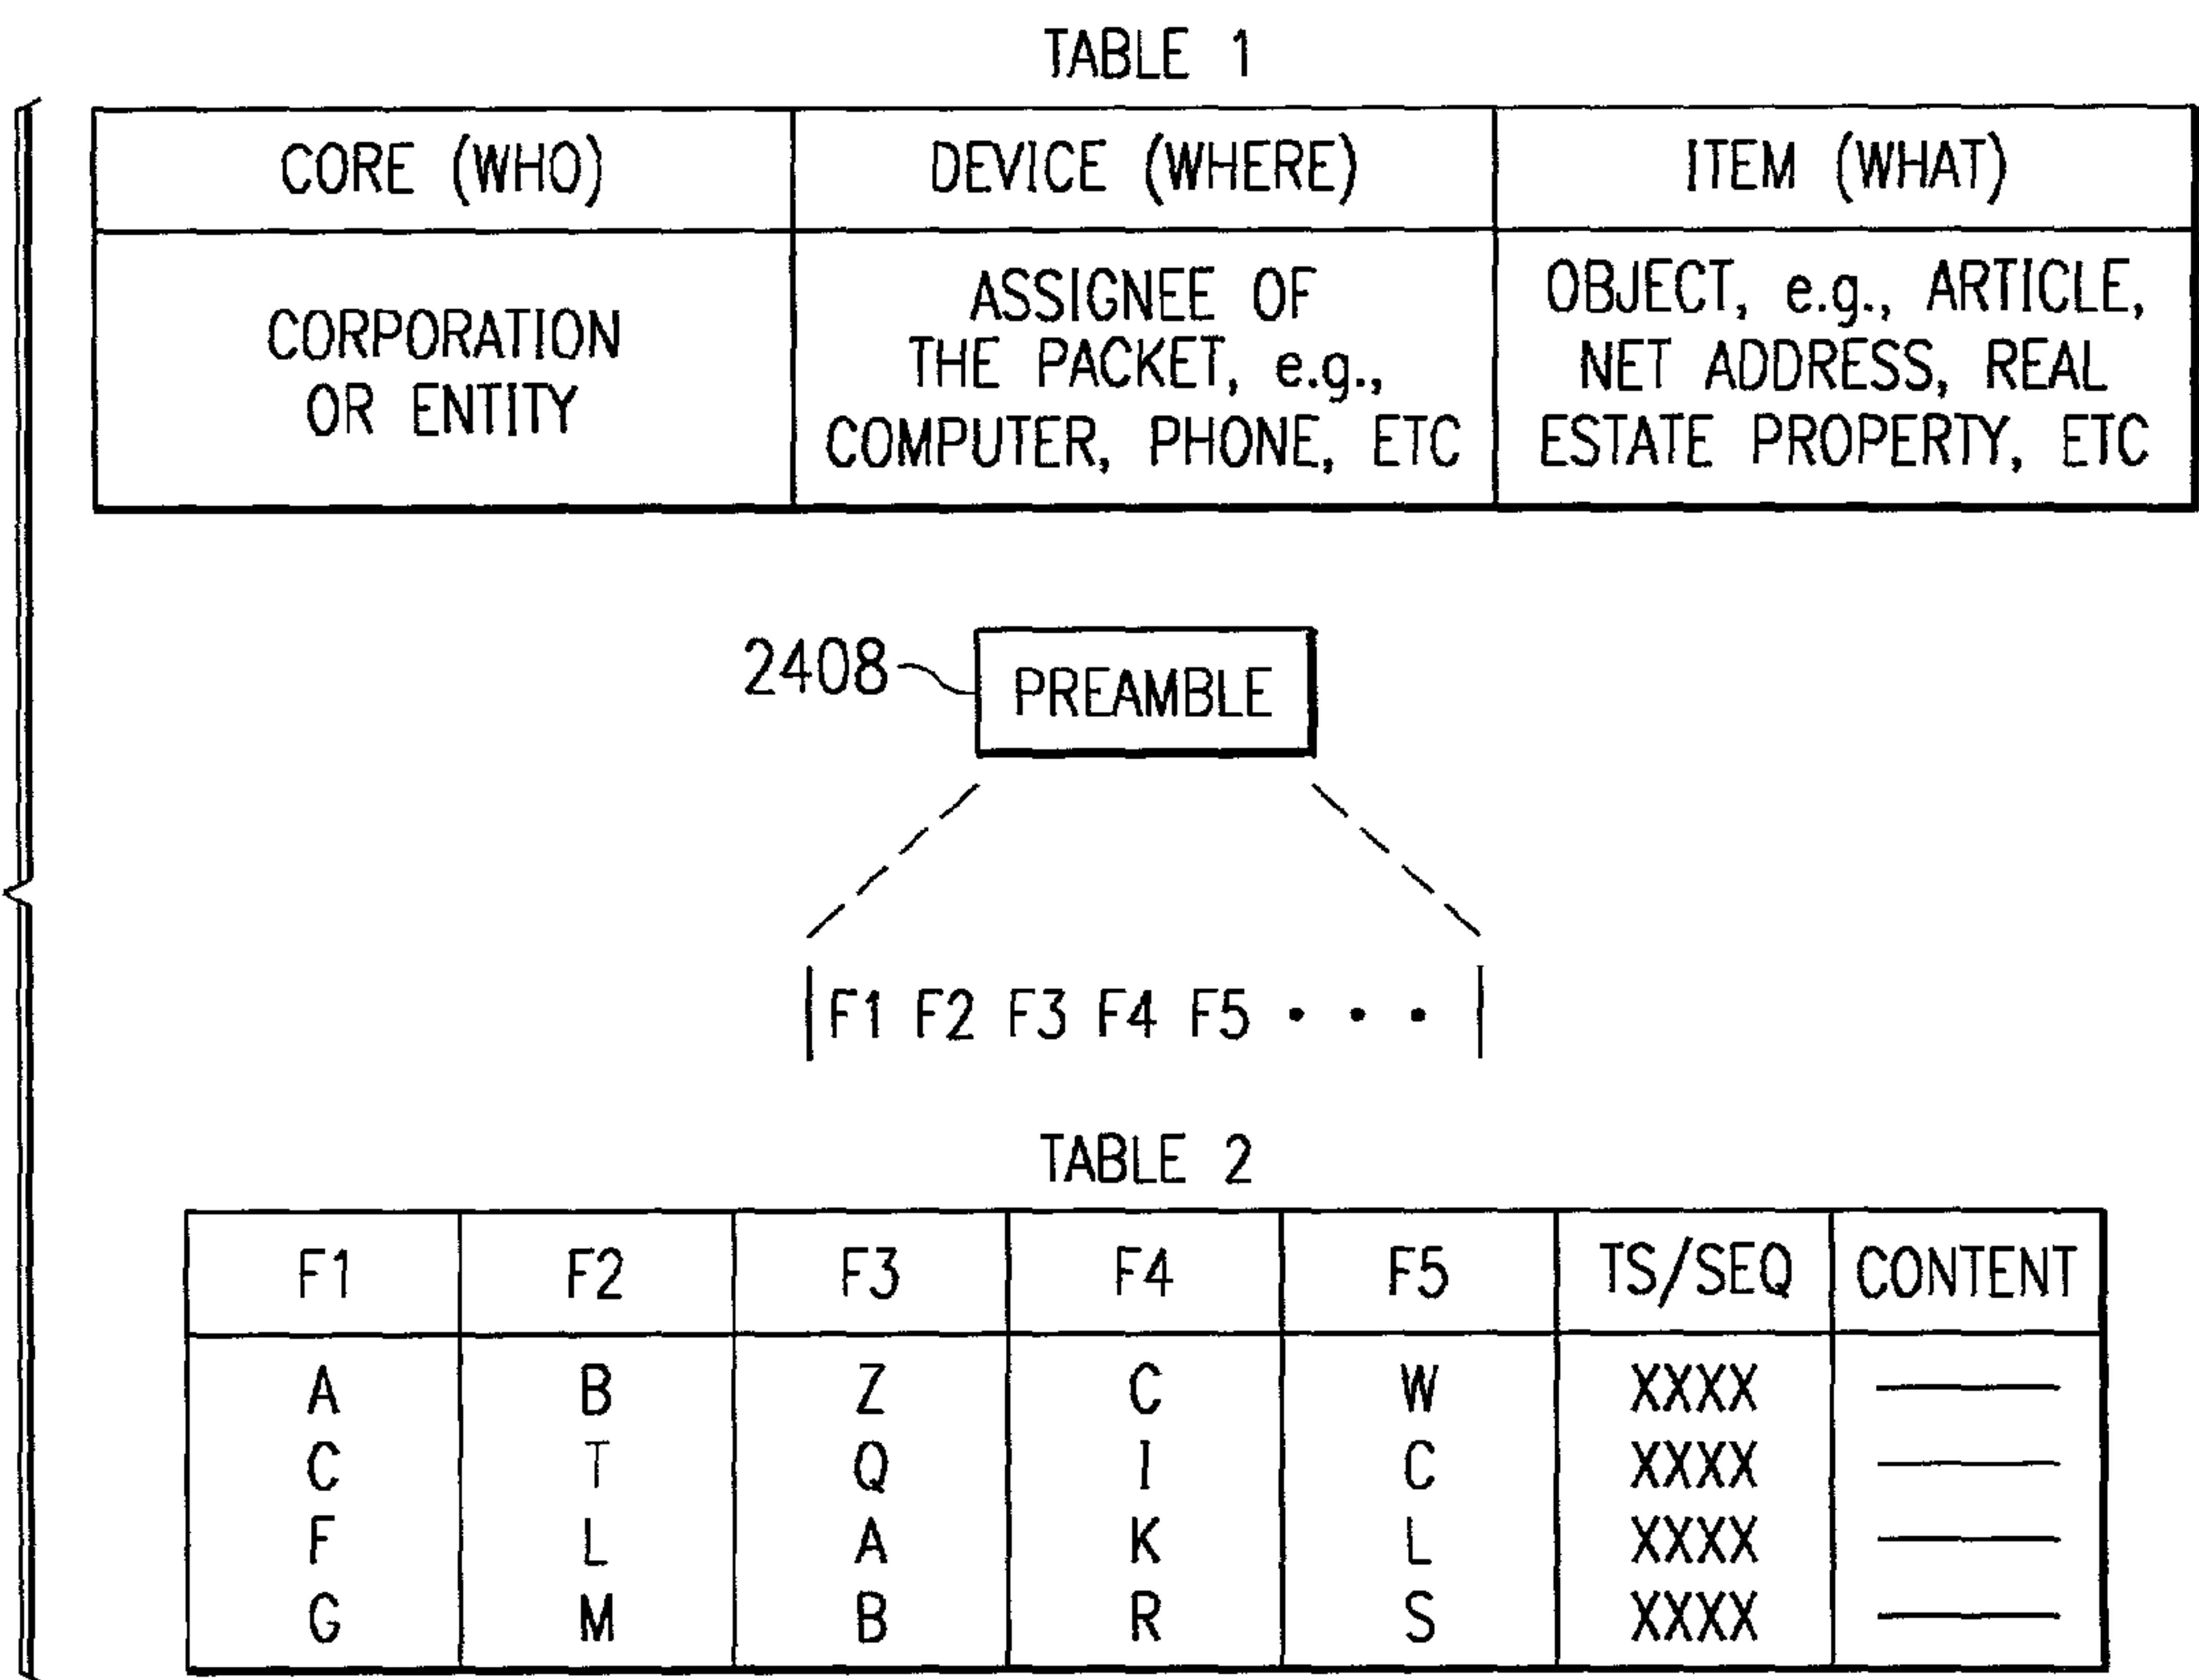 TABLE 1
CORE (WHO) DEVICE (WHERE) ITEM (WHAT)
CORPORATION
OR ENTITY
ASSIGNEE OF
THE PACKET, e.g.,
COMPUTER, PHONE, ETC
OBJECT, e.g., ARTICLE,
NET ADDRESS, REAL
ESTATE PROPERTY, ETC
2408
PREAMBLE
F1 F2 F3 F4 F5 • • •
TABLE 2
F1 F2 F3 F4 F5 TS/SEQ CONTENT
A B Z C W XXXX
C T Q I C XXXX
F L A K L XXXX
G M B R S XXXX